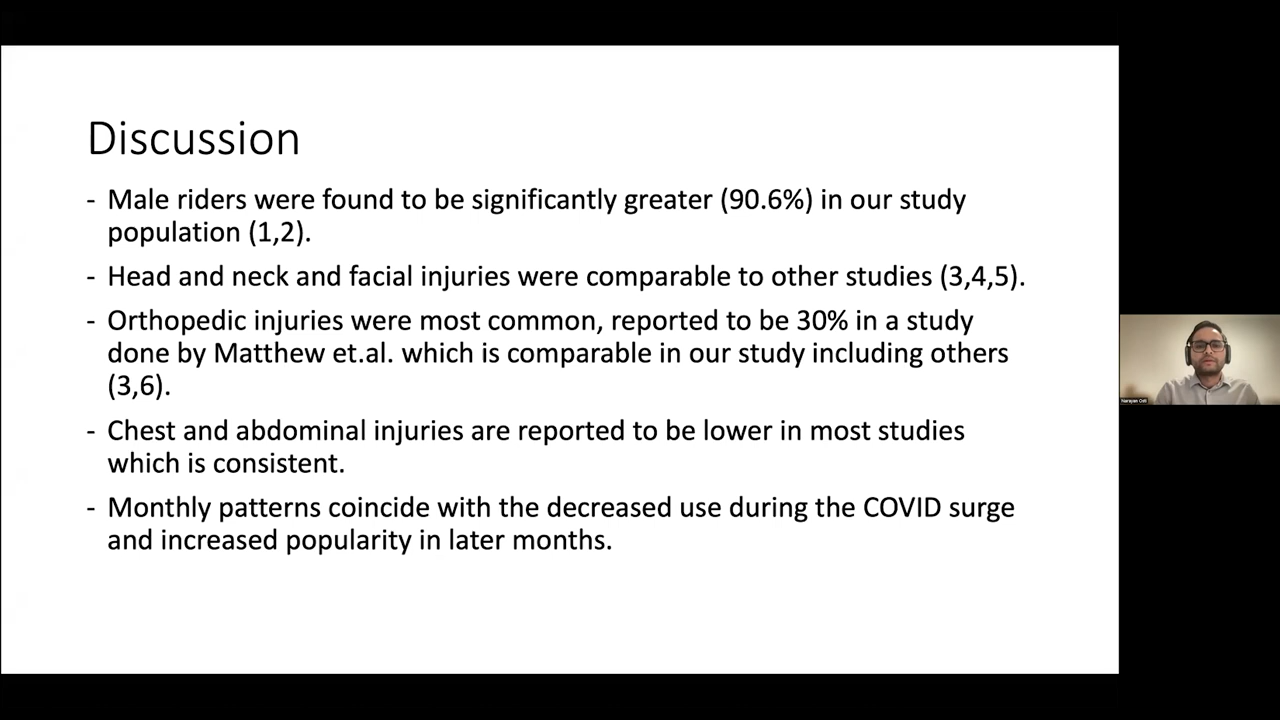 Discussion
- Male riders were found to be significantly greater (90.6%) in our study
population (1,2).
- Head and neck and facial injuries were comparable to other studies (3,4,5).
- Orthopedic injuries were most common, reported to be 30% in a study
done by Matthew et.al. which is comparable in our study including others
(3,6).
- Chest and abdominal injuries are reported to be lower in most studies
which is consistent.
- Monthly patterns coincide with the decreased use during the COVID surge
and increased popularity in later months.
Narayan Osti